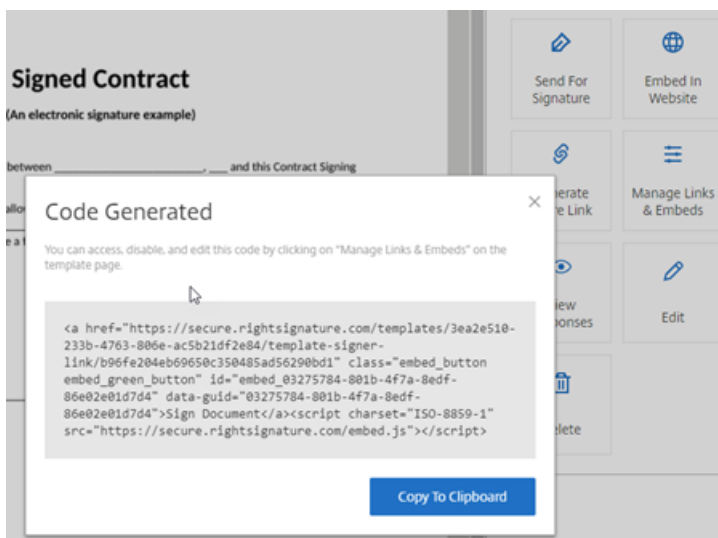 Signed Contract
(An electronic signature example)
between ____________________, ___ and this Contract Signing
Send For
Signature
Embed In
Website
Link
Manage Links
& Embeds
Edit
Code Generated
You can access, disable, and edit this code by clicking on "Manage Links & Embeds" on the
template page.
<a href="https://secure.rightsignature.com/templates/3ea2e510-
233b-4763-806e-ac5b21df2e84/template-signer-
link/b96fe204eb69650c350485ad56290bd1" class="embed_button
embed_green_button" id="embed_03275784-801b-4f7a-8edf-
86e02e01d7d4" data-guid="03275784-801b-4f7a-8edf-
86e02e01d7d4">Sign Document</a><script charset="ISO-8859-1"
src="https://secure.rightsignature.com/embed.js"></script>
Copy To Clipboard